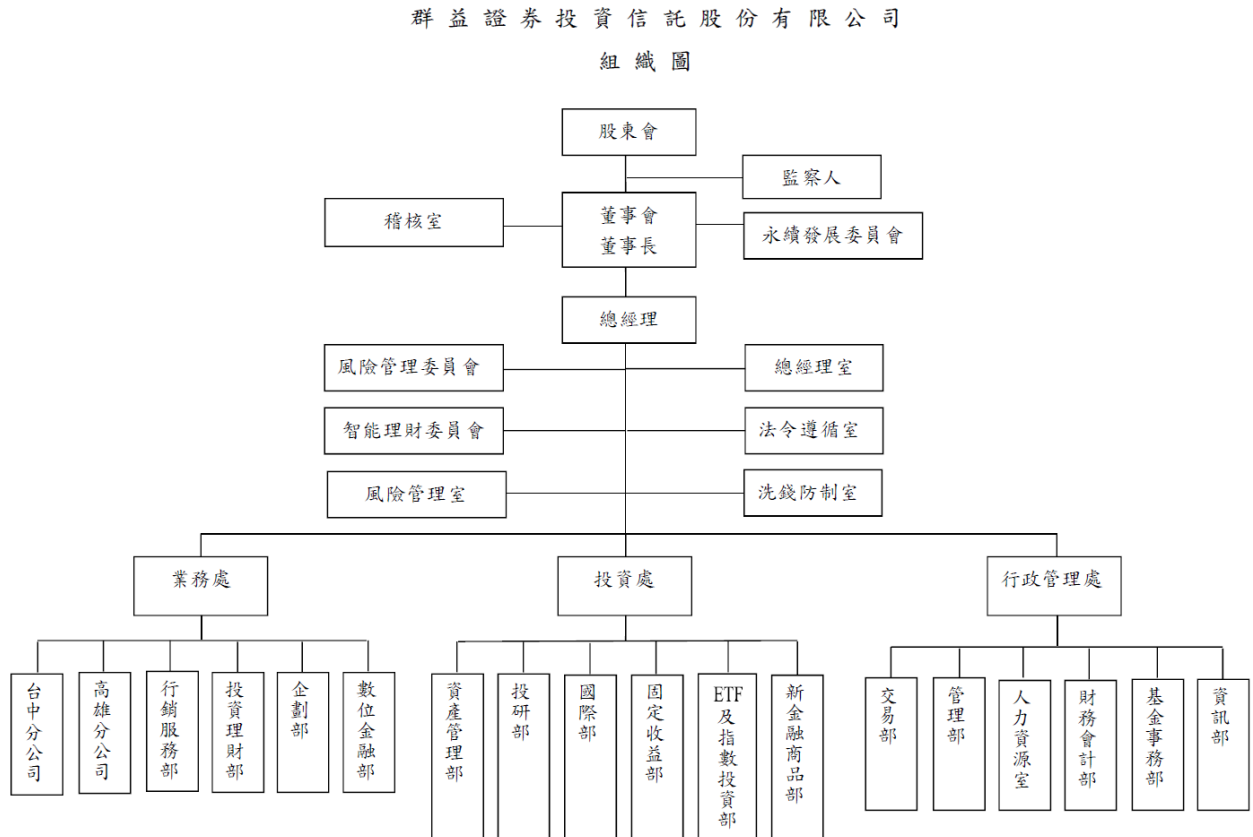 群益證券投資信託股份有限公司
組織圖
股東會
監察人
稽核室
董事會
董事長
永續發展委員會
總經理
風險管理委員會
總經理室
智能理財委員會
法令遵循室
風險管理室
洗錢防制室
業務處
投資處
行政管理處
台中分公司
高雄分公司
行銷服務部
投資理財部
企劃部
數位金融部
資產管理部
投研部
國際部
固定收益部
ETF及指數投資部
新金融商品部
交易部
管理部
人力資源室
財務會計部
基金事務部
資訊部